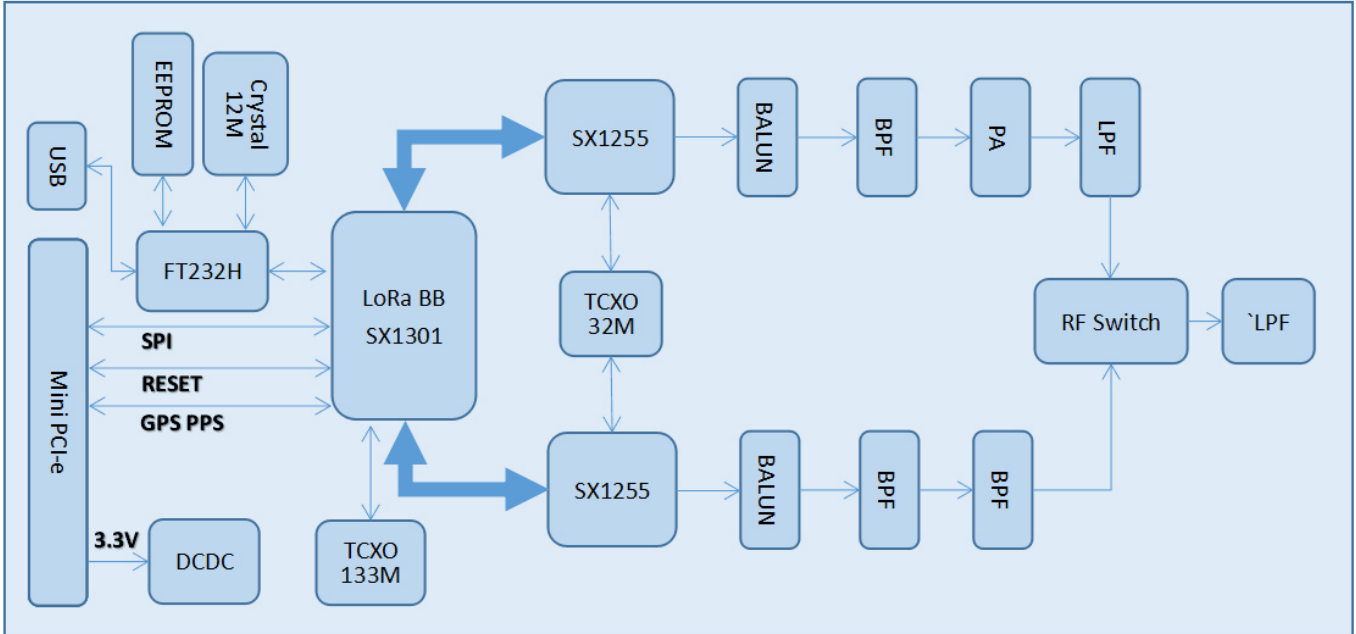 EEPROM
Crystal
12M
USB
FT232H
Mini PCI-e
SPI
RESET
GPS PPS
3.3V
DCDC
LoRa BB
SX1301
TCXO
133M
SX1255
BALUN
BPF
PA
LPF
TCXO
32M
RF Switch
`LPF
SX1255
BALUN
BPF
BPF